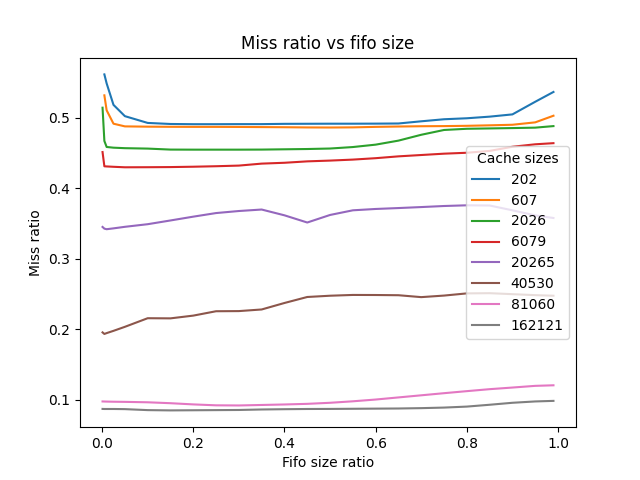 Miss ratio vs fifo size
Miss ratio
0.5
0.4
0.3
0.2
0.1
Cache sizes
202
607
2026
6079
20265
40530
81060
162121
0.0 0.2 0.4 0.6 0.8 1.0
Fifo size ratio